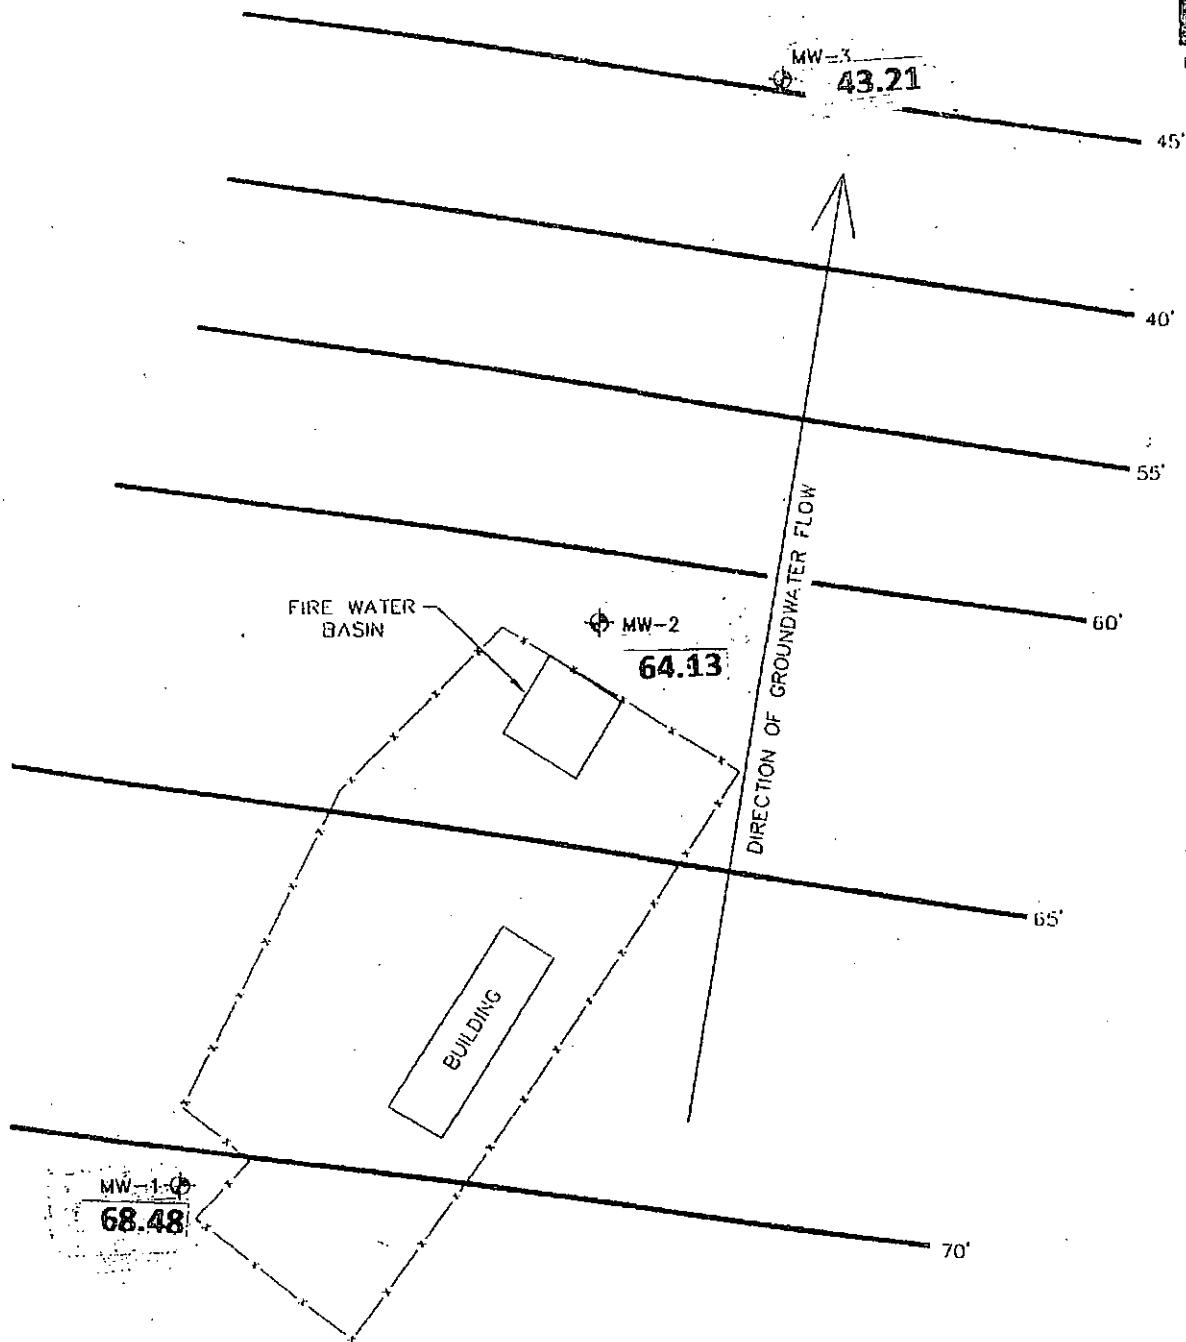 MW-3
43.21
45'
40'
55'
DIRECTION OF GROUNDWATER FLOW
60'
FIRE WATER
BASIN
MW-2
64.13
65'
BUILDING
MW-1
68.48
70'